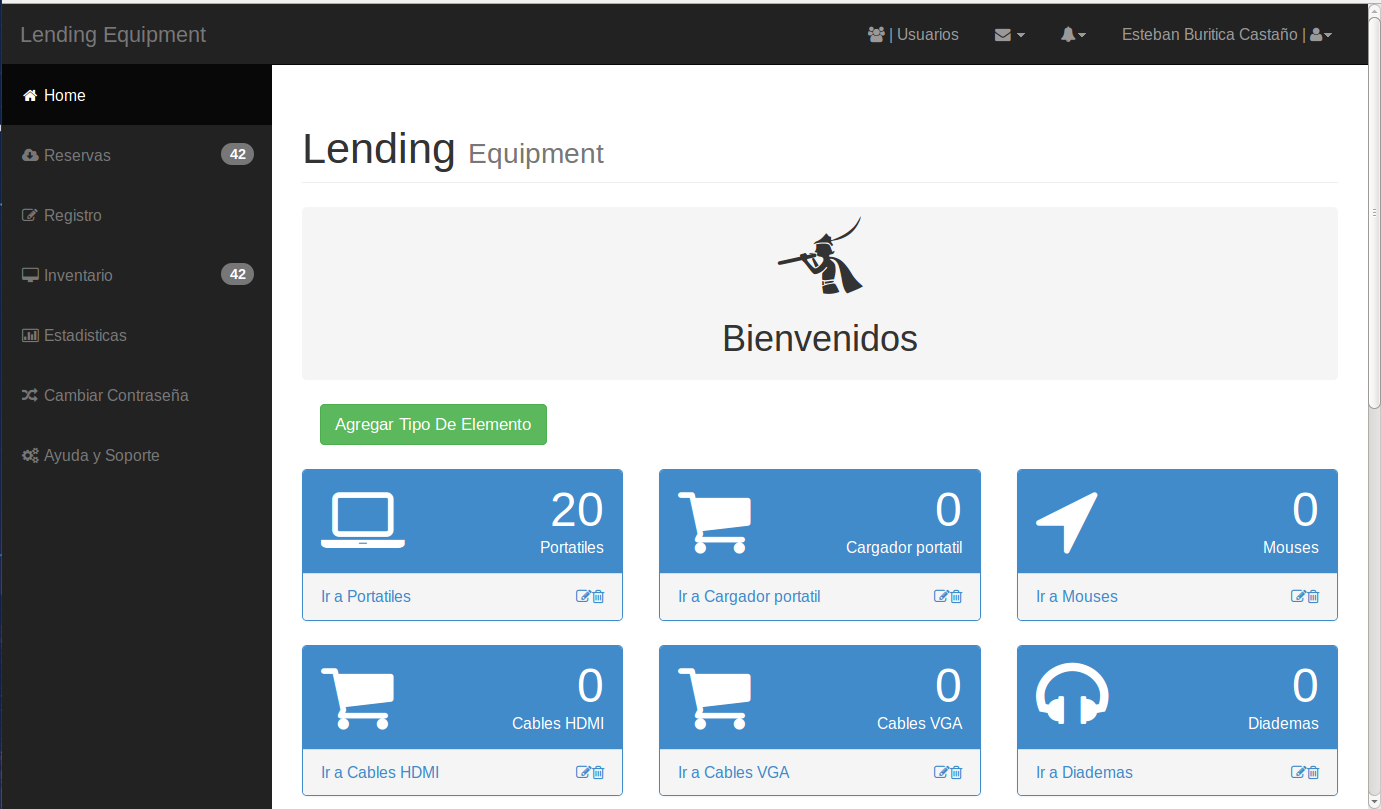 Lending Equipment
| Usuarios
Esteban Buritica Castaño |
Home
Reservas 42
Registro
Inventario 42
Estadisticas
Cambiar Contraseña
Ayuda y Soporte
Lending Equipment
Bienvenidos
Agregar Tipo De Elemento
20
Portatiles
Ir a Portatiles
0
Cargador portatil
Ir a Cargador portatil
0
Mouses
Ir a Mouses
0
Cables HDMI
Ir a Cables HDMI
0
Cables VGA
Ir a Cables VGA
0
Diademas
Ir a Diademas